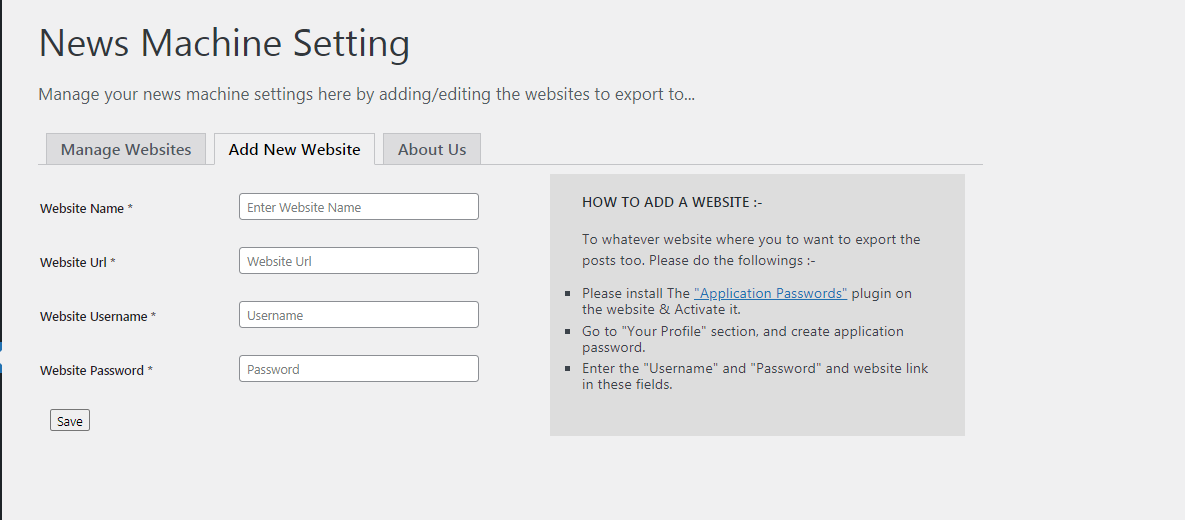 News Machine Setting
Manage your news machine settings here by adding/editing the websites to export to...
Manage Websites
Add New Website
About Us
Website Name *
Enter Website Name
Website Url *
Website Url
Website Username *
Username
Website Password *
Password
Save
HOW TO ADD A WEBSITE :-
To whatever website where you to want to export the
posts too. Please do the followings :-
Please install The "Application Passwords" plugin on
the website & Activate it.
Go to "Your Profile" section, and create application
password.
Enter the "Username" and "Password" and website link
in these fields.